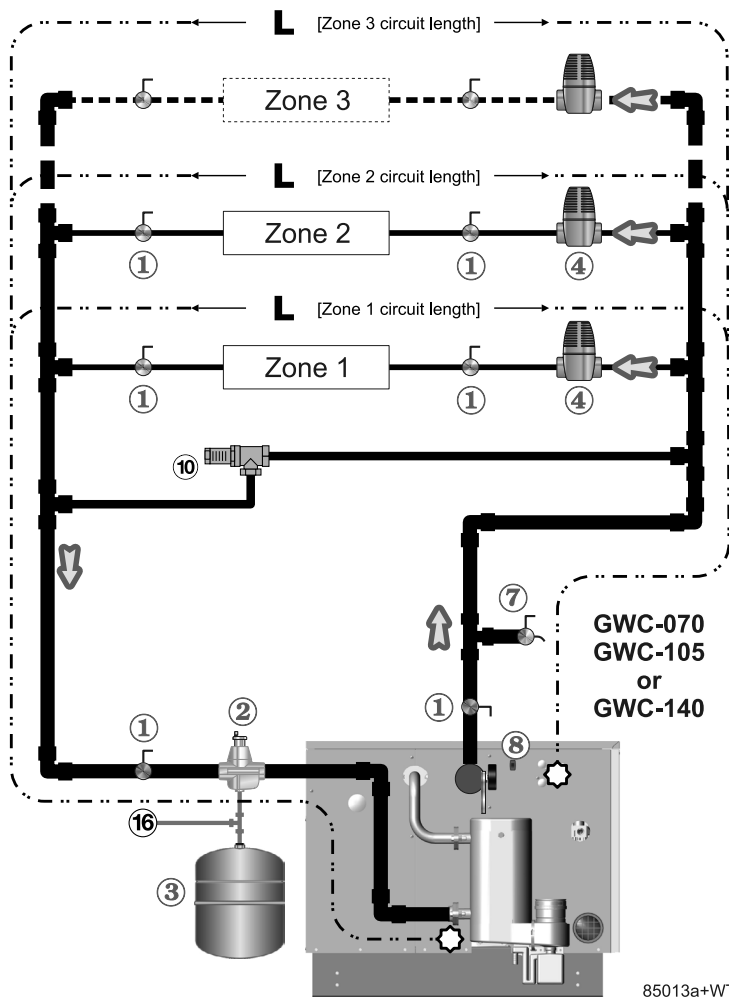 L [Zone 3 circuit length]
Zone 3
L [Zone 2 circuit length]
Zone 2
1 1 4
L [Zone 1 circuit length]
Zone 1
1 1 4
10
7
GWC-070
GWC-105
or
GWC-140
1 2 1 8
16
3
85013a+WT